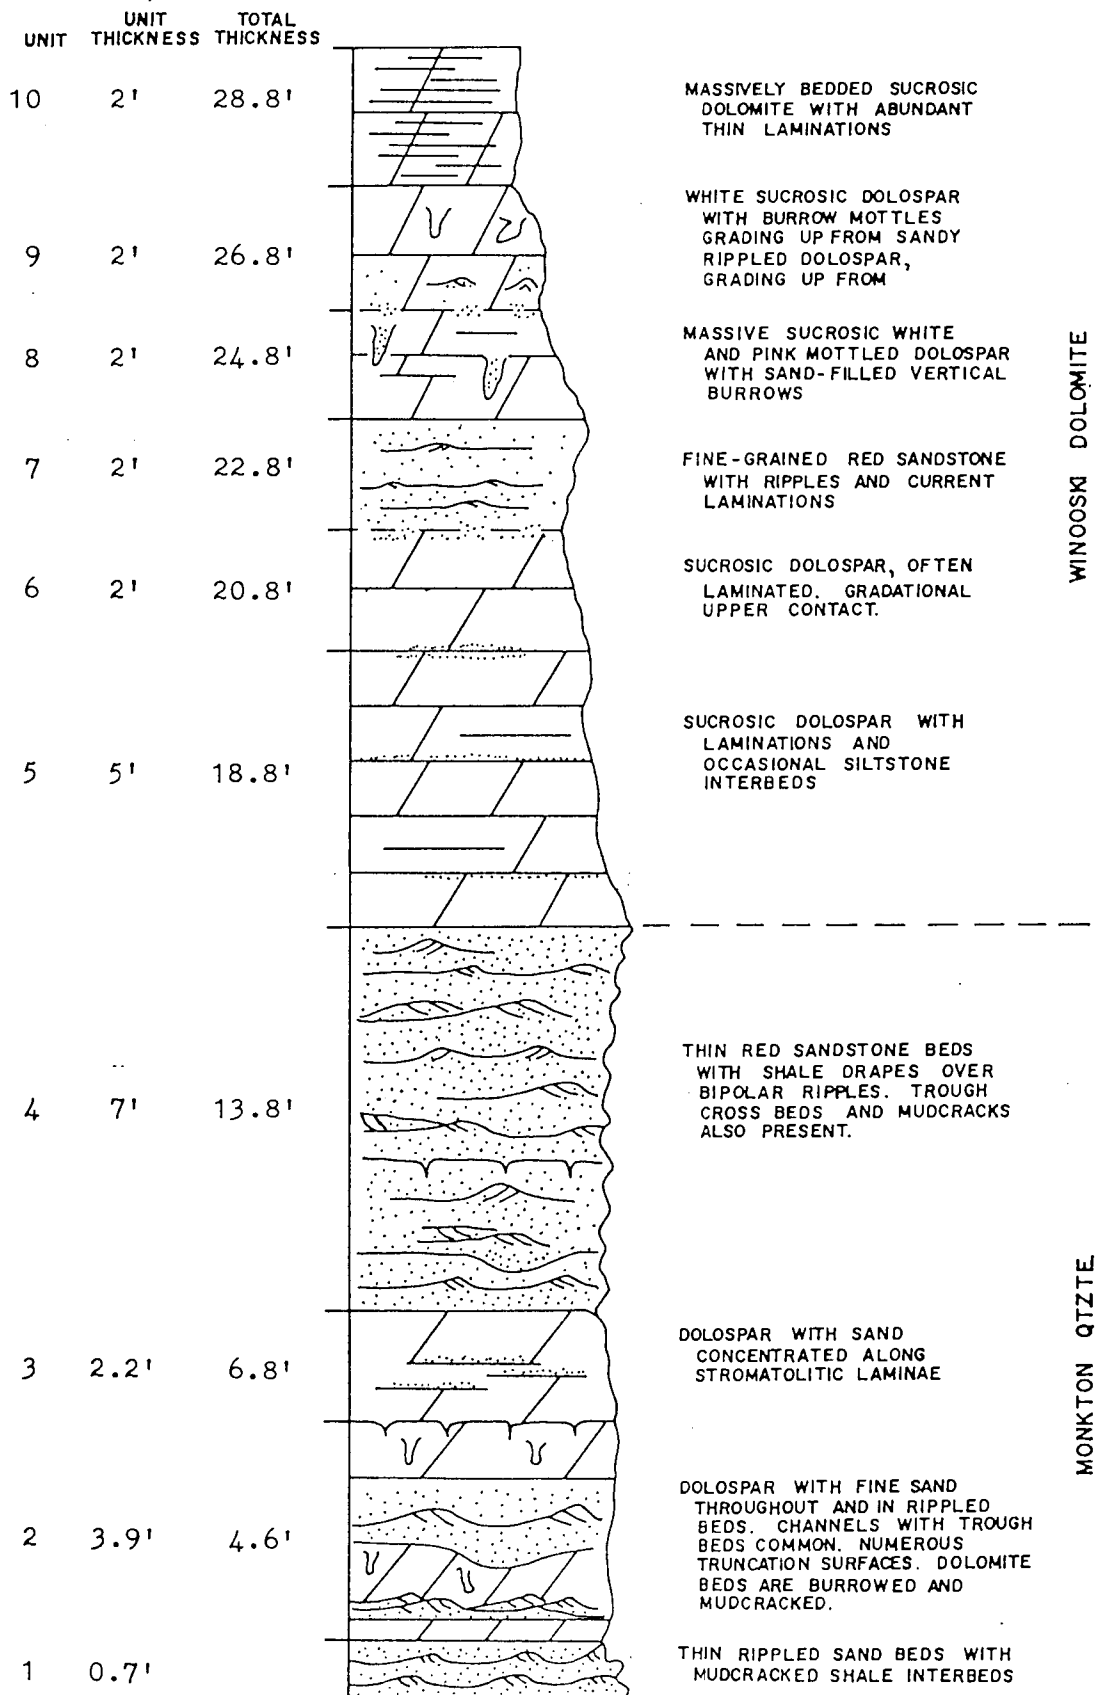 UNIT TOTAL
UNIT THICKNESS THICKNESS
10 2' 28.8'
MASSIVELY BEDDED SUCROSIC
DOLOMITE WITH ABUNDANT
THIN LAMINATIONS
9 2' 26.8'
WHITE SUCROSIC DOLOSPAR
WITH BURROW MOTTLES
GRADING UP FROM SANDY
RIPPLED DOLOSPAR,
GRADING UP FROM
8 2' 24.8'
MASSIVE SUCROSIC WHITE
AND PINK MOTTLED DOLOSPAR
WITH SAND-FILLED VERTICAL
BURROWS
7 2' 22.8'
FINE-GRAINED RED SANDSTONE
WITH RIPPLES AND CURRENT
LAMINATIONS
6 2' 20.8'
SUCROSIC DOLOSPAR, OFTEN
LAMINATED. GRADATIONAL
UPPER CONTACT.
5 5' 18.8'
SUCROSIC DOLOSPAR WITH
LAMINATIONS AND
OCCASIONAL SILTSTONE
INTERBEDS
WINOOSKI DOLOMITE
4 7' 13.8'
THIN RED SANDSTONE BEDS
WITH SHALE DRAPES OVER
BIPOLAR RIPPLES. TROUGH
CROSS BEDS AND MUDCRACKS
ALSO PRESENT.
3 2.2' 6.8'
DOLOSPAR WITH SAND
CONCENTRATED ALONG
STROMATOLITIC LAMINAE
2 3.9' 4.6'
DOLOSPAR WITH FINE SAND
THROUGHOUT AND IN RIPPLED
BEDS. CHANNELS WITH TROUGH
BEDS COMMON. NUMEROUS
TRUNCATION SURFACES. DOLOMITE
BEDS ARE BURROWED AND
MUDCRACKED.
1 0.7'
THIN RIPPLED SAND BEDS WITH
MUDCRACKED SHALE INTERBEDS
MONKTON QTZTE.